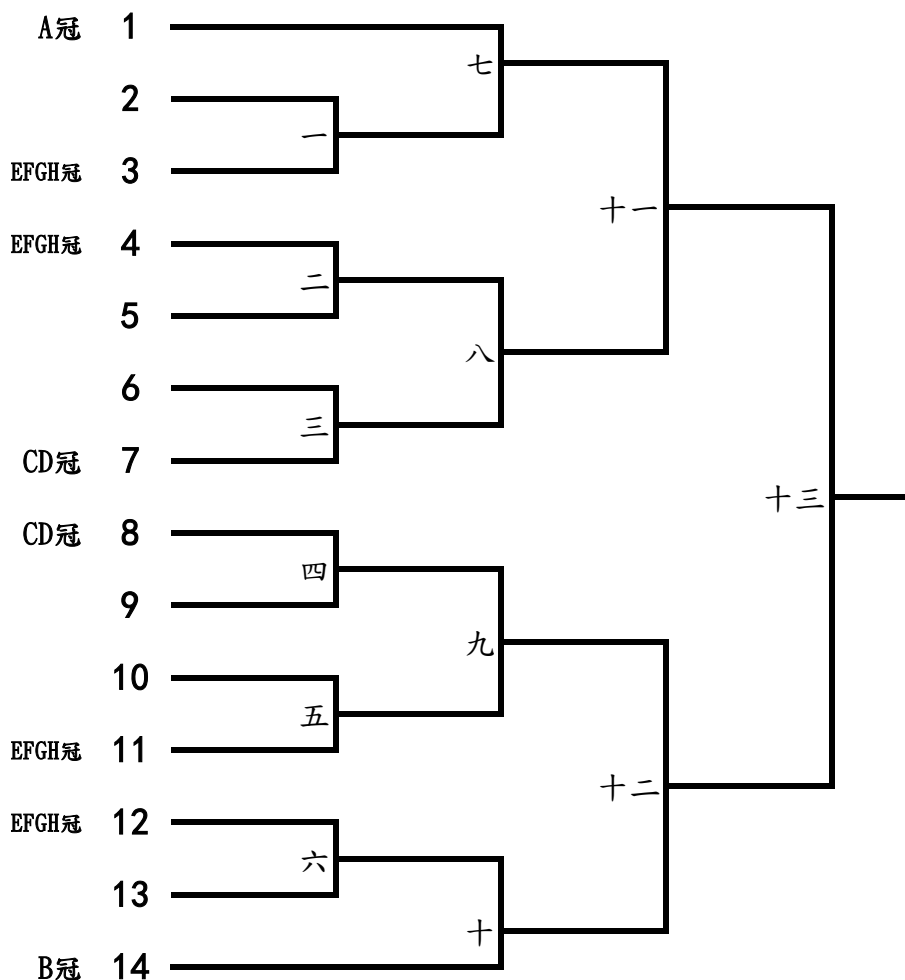 A冠 1
七
2
一
EFGH冠 3
十一
EFGH冠 4
二
5
八
6
三
CD冠 7
十三
CD冠 8
四
9
九
10
五
EFGH冠 11
十二
EFGH冠 12
六
13
十
B冠 14